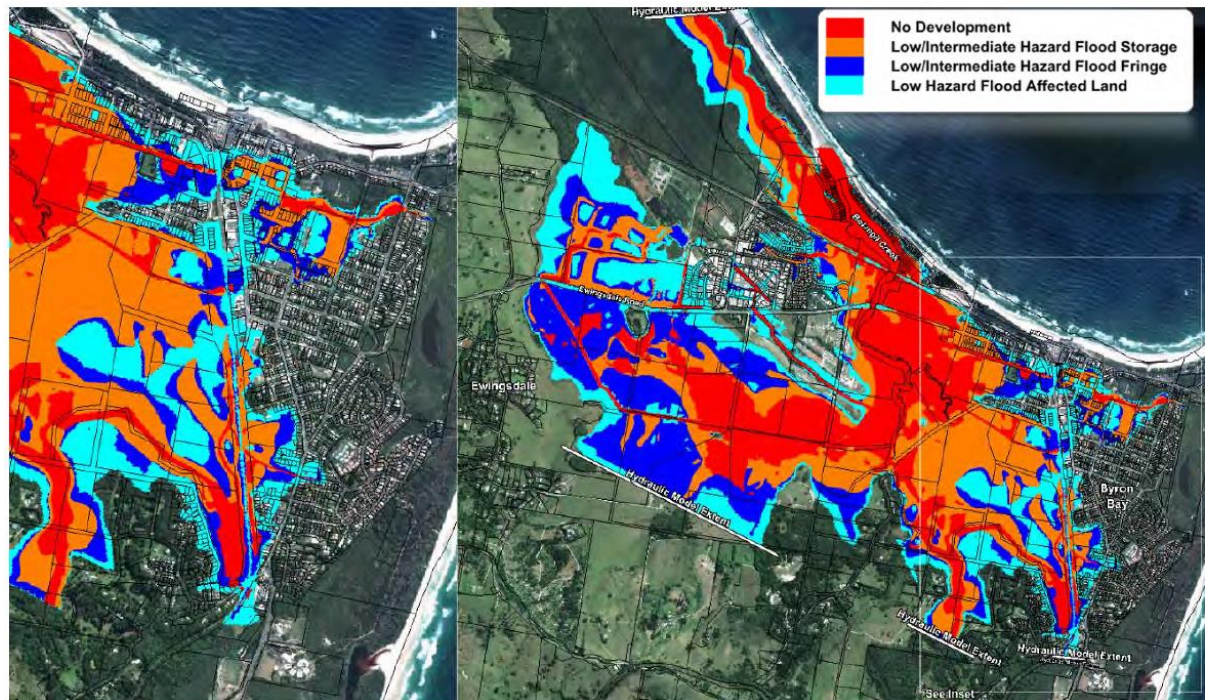 Hydraulic Model Extent
No Development
Low/Intermediate Hazard Flood Storage
Low/Intermediate Hazard Flood Fringe
Low Hazard Flood Affected Land
Creek
Ewingsdale Road
Ewingsdale
Hydraulic Model Extent
Byron
Bay
Hydraulic Model Extent
Hydraulic Model Extent
See Inset